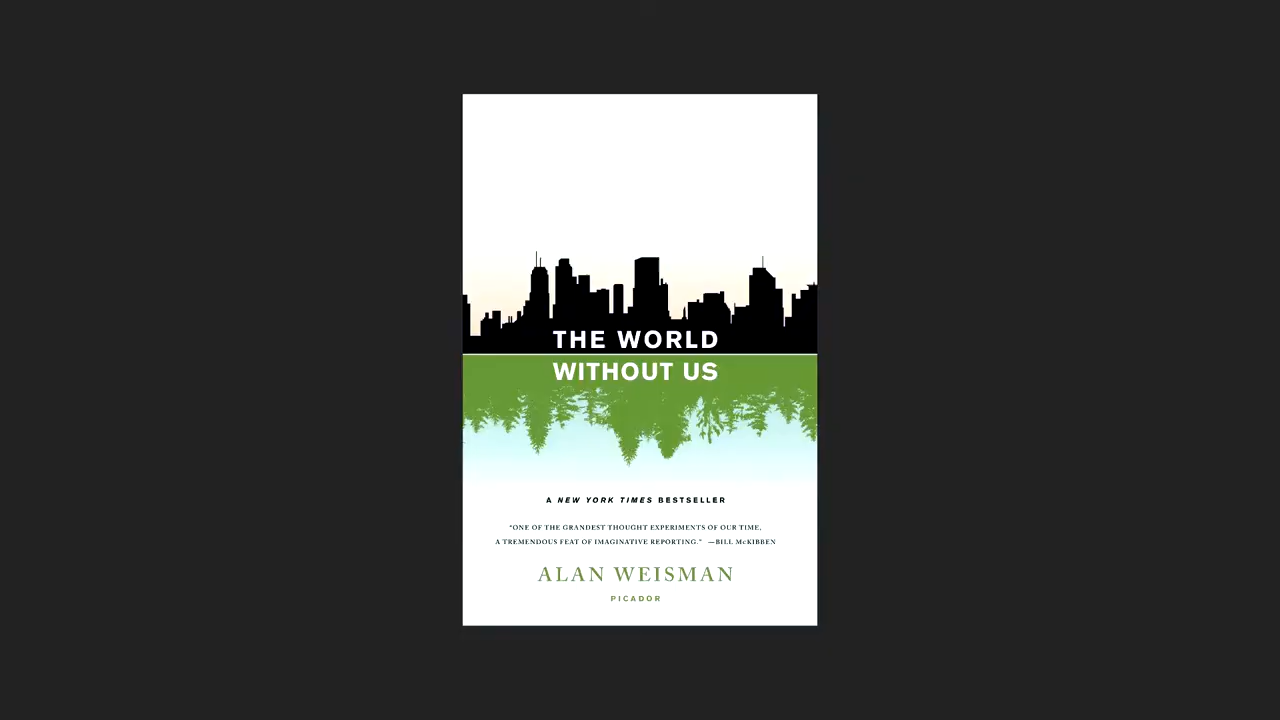 THE WORLD
WITHOUT US
A NEW YORK TIMES BESTSELLER
"ONE OF THE GRANDEST THOUGHT EXPERIMENTS OF OUR TIME,
A TREMENDOUS FEAT OF IMAGINATIVE REPORTING." —BILL McKIBBEN
ALAN WEISMAN
PICADOR